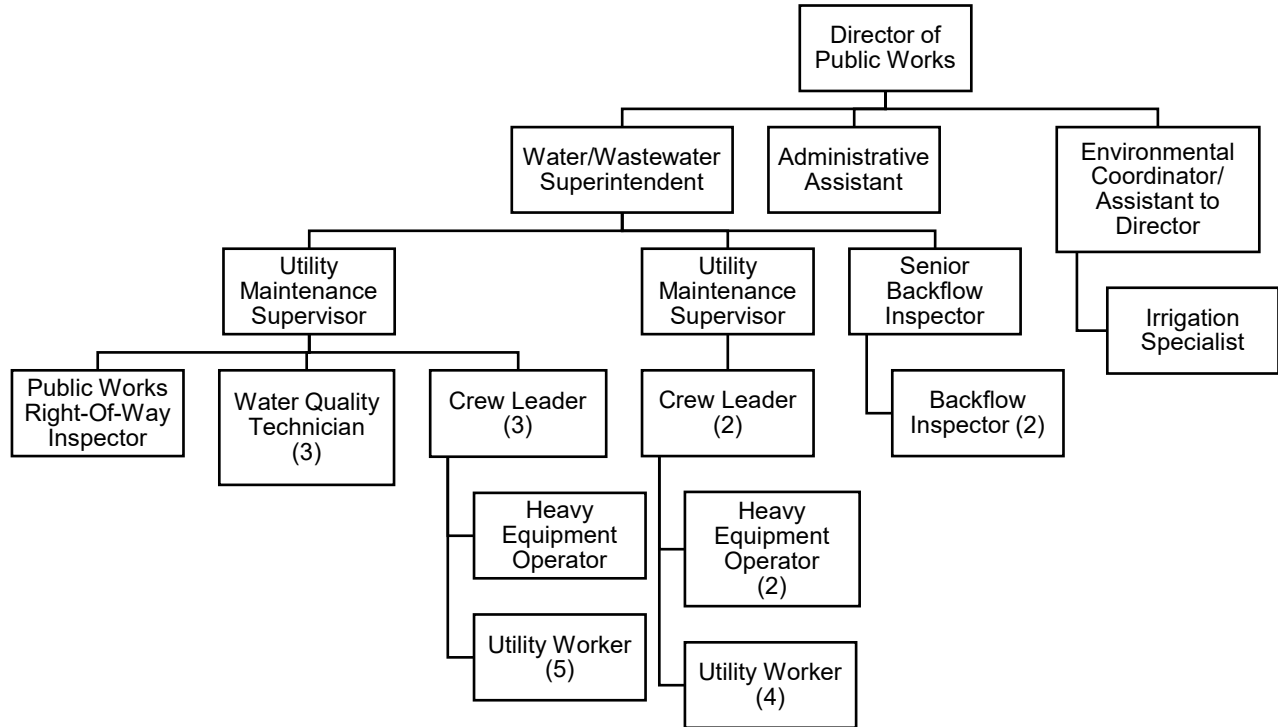 Director of
Public Works
Water/Wastewater
Superintendent
Administrative
Assistant
Environmental
Coordinator/
Assistant to
Director
Utility
Maintenance
Supervisor
Utility
Maintenance
Supervisor
Senior
Backflow
Inspector
Irrigation
Specialist
Public Works
Right-Of-Way
Inspector
Water Quality
Technician
(3)
Crew Leader
(3)
Crew Leader
(2)
Backflow
Inspector (2)
Heavy
Equipment
Operator
Heavy
Equipment
Operator
(2)
Utility Worker
(5)
Utility Worker
(4)